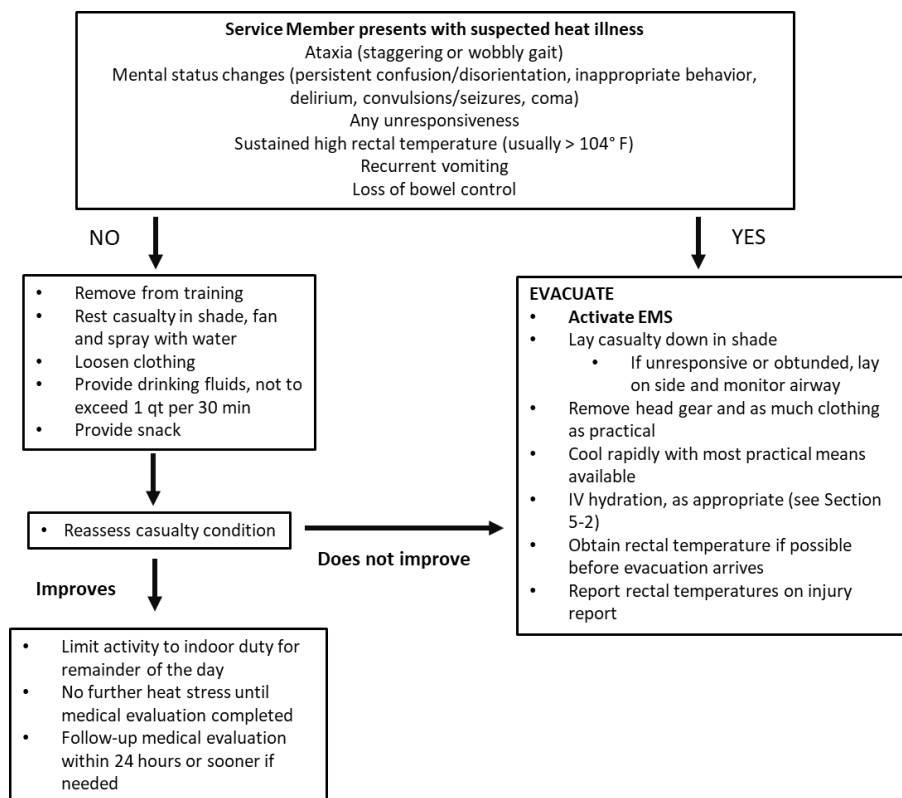 Service Member presents with suspected heat illness
Ataxia (staggering or wobbly gait)
Mental status changes (persistent confusion/disorientation, inappropriate behavior,
delirium, convulsions/seizures, coma)
Any unresponsiveness
Sustained high rectal temperature (usually > 104° F)
Recurrent vomiting
Loss of bowel control
NO
YES
• Remove from training
• Rest casualty in shade, fan
and spray with water
• Loosen clothing
• Provide drinking fluids, not to
exceed 1 qt per 30 min
• Provide snack
EVACUATE
• Activate EMS
• Lay casualty down in shade
• If unresponsive or obtunded, lay
on side and monitor airway
• Remove head gear and as much clothing
as practical
• Cool rapidly with most practical means
available
• IV hydration, as appropriate (see Section
5-2)
• Obtain rectal temperature if possible
before evacuation arrives
• Report rectal temperatures on injury
report
• Reassess casualty condition
Does not improve
Improves
• Limit activity to indoor duty for
remainder of the day
• No further heat stress until
medical evaluation completed
• Follow-up medical evaluation
within 24 hours or sooner if
needed